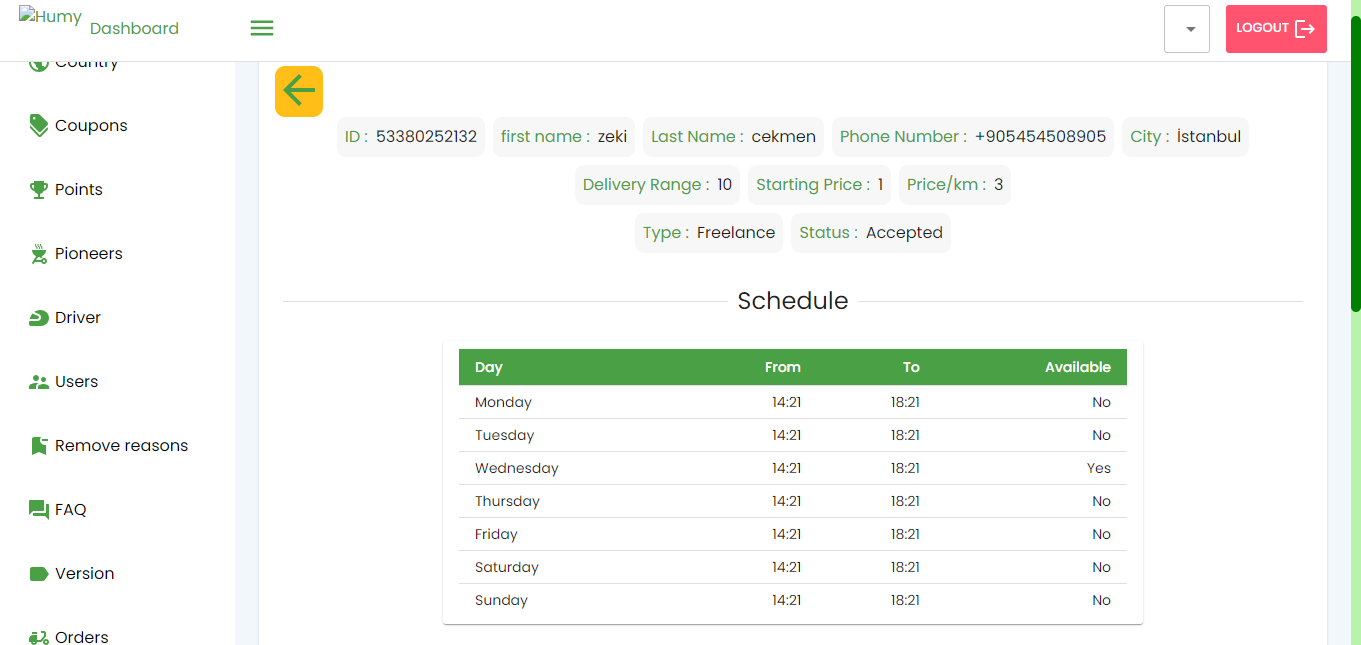 Humy
Dashboard
LOGOUT
Country
Coupons
Points
Pioneers
Driver
Users
Remove reasons
FAQ
Version
Orders
ID : 53380252132 first name : zeki Last Name : cekmen Phone Number : +905454508905 City : İstanbul
Delivery Range : 10 Starting Price : 1 Price/km : 3
Type : Freelance Status : Accepted
Schedule
Day From To Available
Monday 14:21 18:21 No
Tuesday 14:21 18:21 No
Wednesday 14:21 18:21 Yes
Thursday 14:21 18:21 No
Friday 14:21 18:21 No
Saturday 14:21 18:21 No
Sunday 14:21 18:21 No